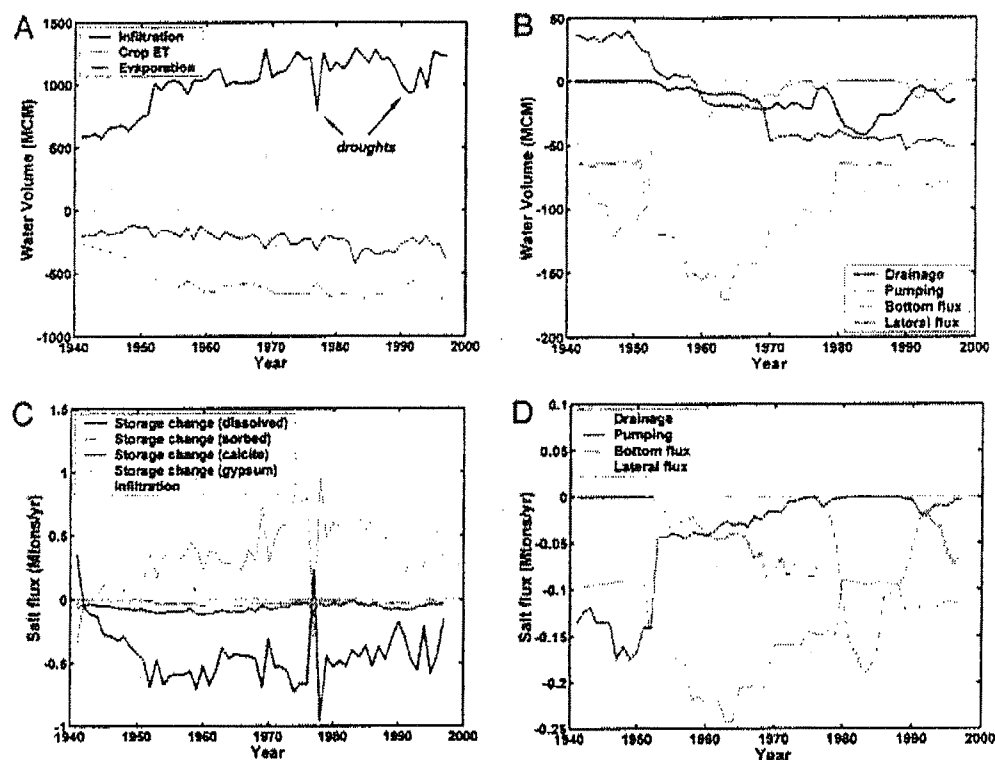 A
1500
Infiltration
Crop ET
Evaporation
1000
500
0
-500
-1000
droughts
Water Volume [MCM]
1940 1950 1960 1970 1980 1990 2000
Year
B
50
0
-50
-100
-150
-200
Water Volume (MCM)
Drainage
Pumping
Bottom flux
Lateral flux
1940 1950 1960 1970 1980 1990 2000
Year
C
1.5
Storage change (dissolved)
Storage change (sorbed)
Storage change (calcite)
Storage change (gypsum)
Infiltration
1
0.5
0
-0.5
-1
Salt flux (Mtons/yr)
1940 1950 1960 1970 1980 1990 2000
Year
D
0.1
Drainage
Pumping
Bottom flux
Lateral flux
0.05
0
-0.05
-0.1
-0.15
-0.2
-0.25
Salt flux [Mtons/yr)
1940 1950 1960 1970 1980 1990 2000
Year